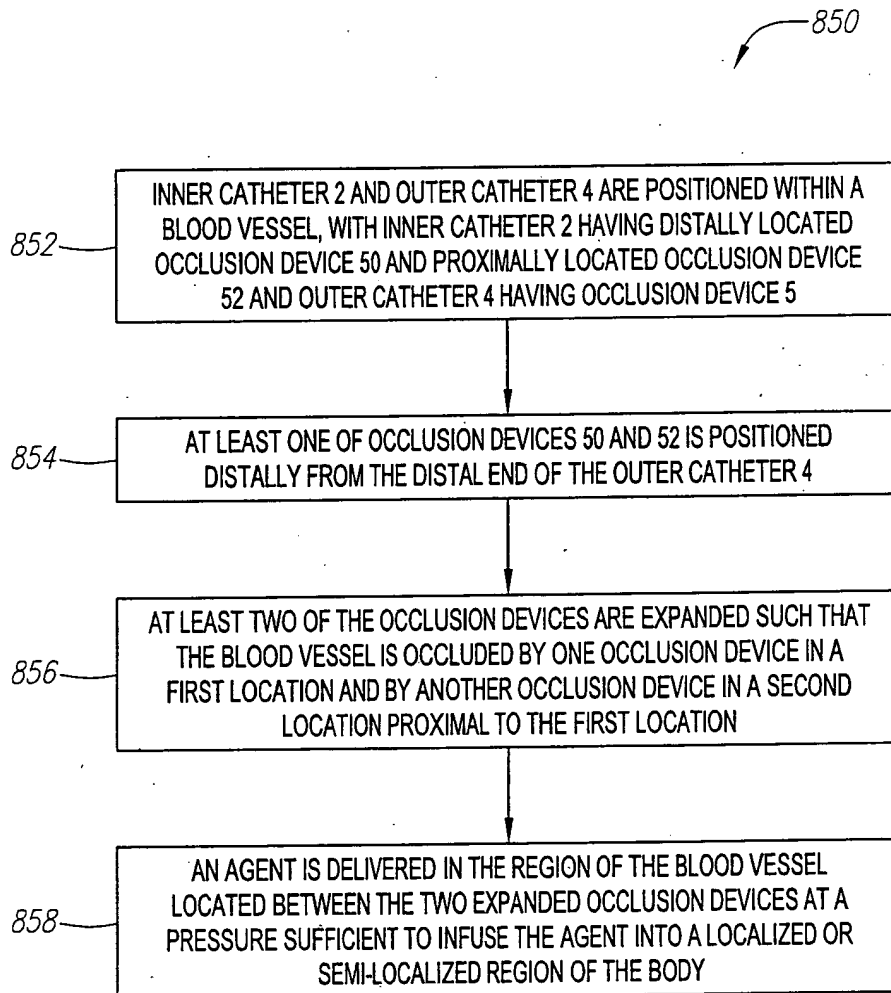 850
852
INNER CATHETER 2 AND OUTER CATHETER 4 ARE POSITIONED WITHIN A
BLOOD VESSEL, WITH INNER CATHETER 2 HAVING DISTALLY LOCATED
OCCLUSION DEVICE 50 AND PROXIMALLY LOCATED OCCLUSION DEVICE
52 AND OUTER CATHETER 4 HAVING OCCLUSION DEVICE 5
854
AT LEAST ONE OF OCCLUSION DEVICES 50 AND 52 IS POSITIONED
DISTALLY FROM THE DISTAL END OF THE OUTER CATHETER 4
856
AT LEAST TWO OF THE OCCLUSION DEVICES ARE EXPANDED SUCH THAT
THE BLOOD VESSEL IS OCCLUDED BY ONE OCCLUSION DEVICE IN A
FIRST LOCATION AND BY ANOTHER OCCLUSION DEVICE IN A SECOND
LOCATION PROXIMAL TO THE FIRST LOCATION
858
AN AGENT IS DELIVERED IN THE REGION OF THE BLOOD VESSEL
LOCATED BETWEEN THE TWO EXPANDED OCCLUSION DEVICES AT A
PRESSURE SUFFICIENT TO INFUSE THE AGENT INTO A LOCALIZED OR
SEMI-LOCALIZED REGION OF THE BODY